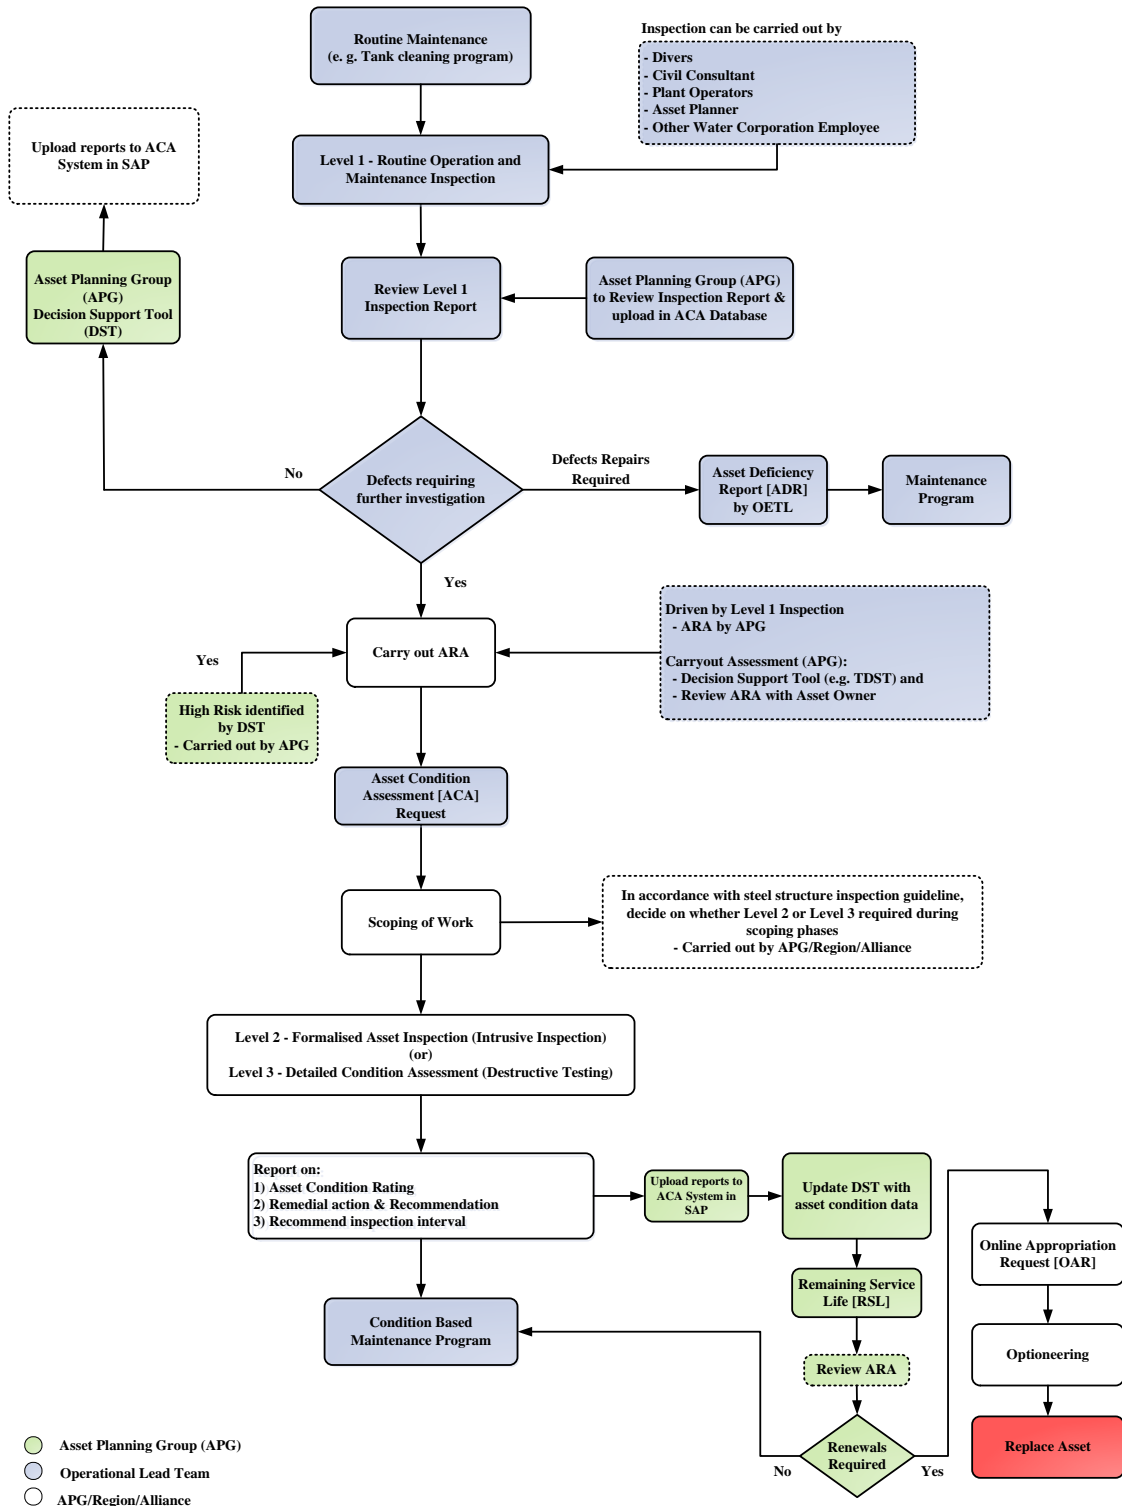 Routine Maintenance
(e. g. Tank cleaning program)
Inspection can be carried out by
- Divers
- Civil Consultant
- Plant Operators
- Asset Planner
- Other Water Corporation Employee
Upload reports to ACA
System in SAP
Level 1 - Routine Operation and
Maintenance Inspection
Asset Planning Group
(APG)
Decision Support Tool
(DST)
Review Level 1
Inspection Report
Asset Planning Group (APG)
to Review Inspection Report &
upload in ACA Database
No
Defects requiring
further investigation
Defects Repairs
Required
Asset Deficiency
Report [ADR]
by OETL
Maintenance
Program
Yes
Driven by Level 1 Inspection
- ARA by APG
Carryout Assessment (APG):
- Decision Support Tool (e.g. TDST) and
- Review ARA with Asset Owner
Carry out ARA
Yes
High Risk identified
by DST
- Carried out by APG
Asset Condition
Assessment [ACA]
Request
Scoping of Work
In accordance with steel structure inspection guideline,
decide on whether Level 2 or Level 3 required during
scoping phases
- Carried out by APG/Region/Alliance
Level 2 - Formalised Asset Inspection (Intrusive Inspection)
(or)
Level 3 - Detailed Condition Assessment (Destructive Testing)
Report on:
1) Asset Condition Rating
2) Remedial action & Recommendation
3) Recommend inspection interval
Upload reports to
ACA System in
SAP
Update DST with
asset condition data
Online Appropriation
Request [OAR]
Remaining Service
Life [RSL]
Condition Based
Maintenance Program
Optioneering
Review ARA
Renewals
Required
No
Yes
Replace Asset
Asset Planning Group (APG)
Operational Lead Team
APG/Region/Alliance